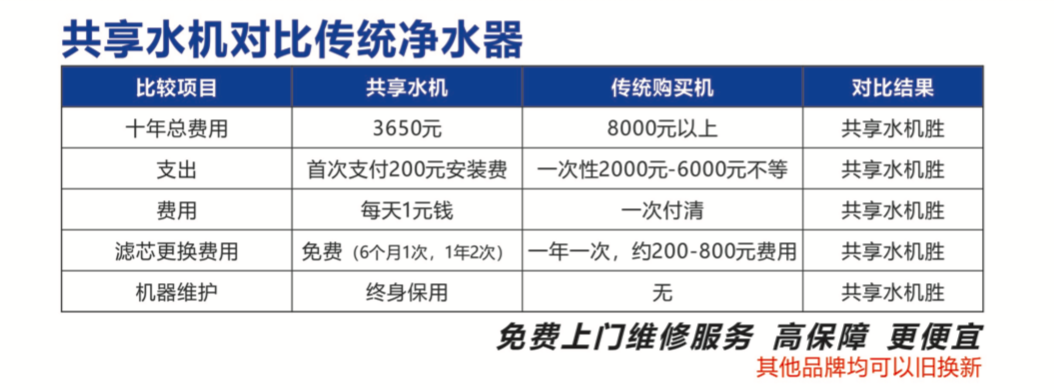 共享水机对比传统净水器
比较项目 共享水机 传统购买机 对比结果
十年总费用 3650元 8000元以上 共享水机胜
支出 首次支付200元安装费 一次性2000元-6000元不等 共享水机胜
费用 每天1元钱 一次付清 共享水机胜
滤芯更换费用 免费（6个月1次，1年2次） 一年一次，约200-800元费用 共享水机胜
机器维护 终身保用 无 共享水机胜
免费上门维修服务 高保障 更便宜
其他品牌均可以旧换新